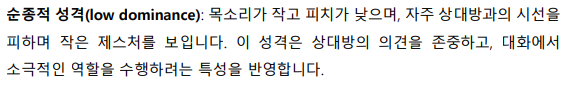 순종적 성격(low dominance): 목소리가 작고 피치가 낮으며, 자주 상대방과의 시선을
피하며 작은 제스처를 보입니다. 이 성격은 상대방의 의견을 존중하고, 대화에서
소극적인 역할을 수행하려는 특성을 반영합니다.